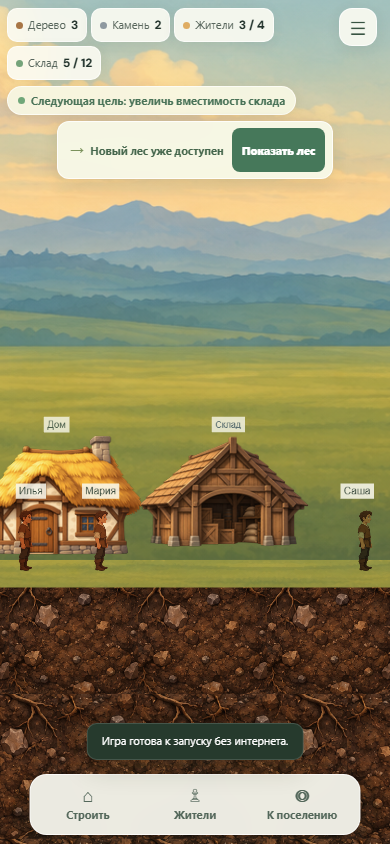 Дерево 3
Камень 2
Жители 3 / 4
Склад 5 / 12
Следующая цель: увеличь вместимость склада
→ Новый лес уже доступен
Показать лес
Дом
Склад
Илья
Мария
Саша
Игра готова к запуску без интернета.
Строить
Жители
К поселению